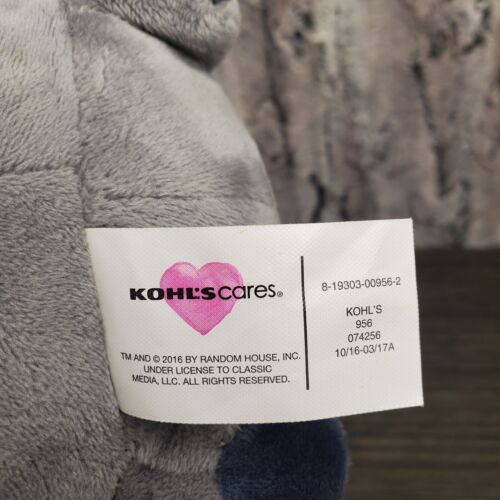 KOHL'S cares®
TM AND © 2016 BY RANDOM HOUSE, INC.
UNDER LICENSE TO CLASSIC
MEDIA, LLC. ALL RIGHTS RESERVED.
8-19303-00956-2
KOHL'S
956
074256
10/16-03/17A